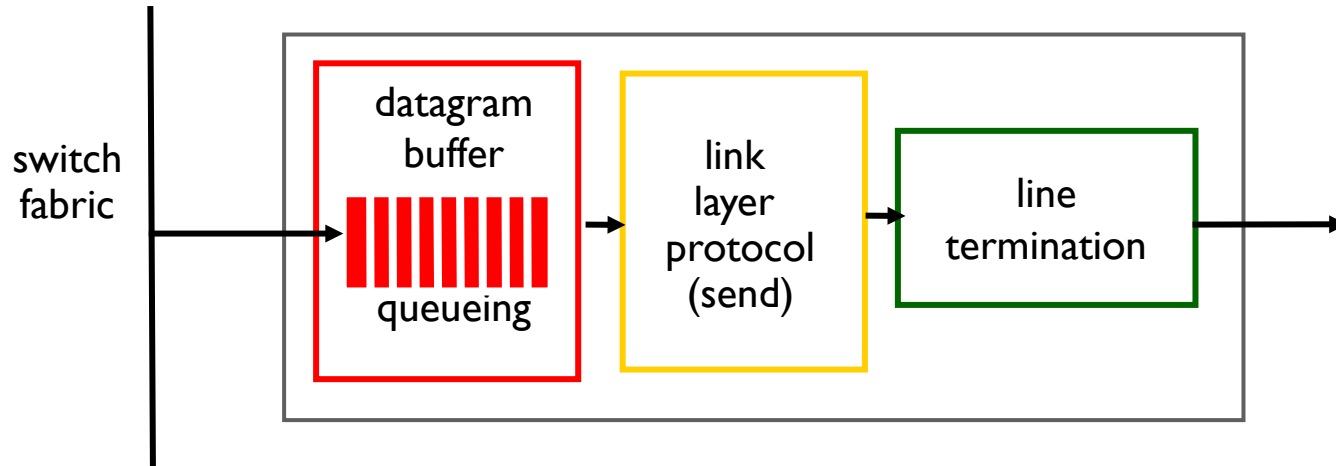 switch
fabric
datagram
buffer
queueing
link
layer
protocol
(send)
line
termination